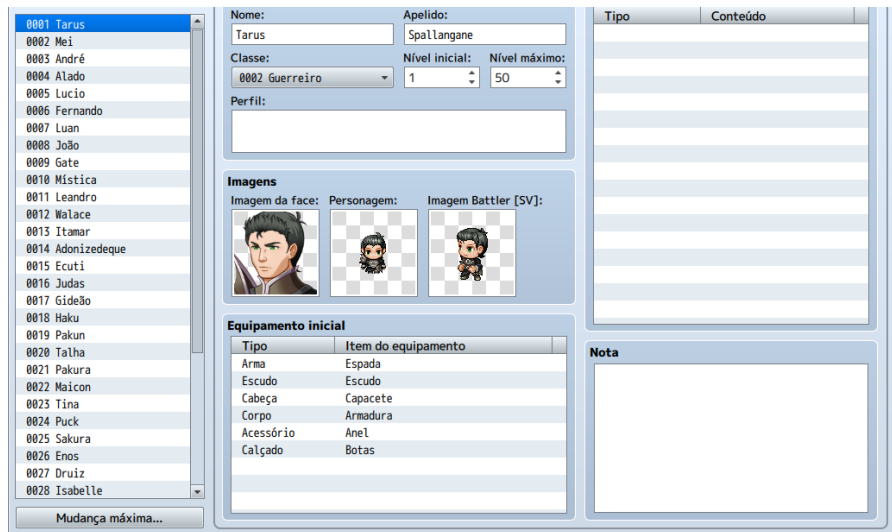 0001 Tarus
0002 Mei
0003 André
0004 Alado
0005 Lucio
0006 Fernando
0007 Luan
0008 João
0009 Gate
0010 Mística
0011 Leandro
0012 Walace
0013 Itamar
0014 Adonizedeque
0015 Ecuti
0016 Judas
0017 Gideão
0018 Haku
0019 Pakun
0020 Talha
0021 Pakura
0022 Maicon
0023 Tina
0024 Puck
0025 Sakura
0026 Enos
0027 Druiz
0028 Isabelle
Mudança máxima...
Nome: Apelido:
Tarus Spallangane
Classe: Nível inicial: Nível máximo:
0002 Guerreiro 1 50
Perfil:
Imagens
Imagem da face: Personagem: Imagem Battler [SV]:
Equipamento inicial
Tipo Item do equipamento
Arma Espada
Escudo Escudo
Cabeça Capacete
Corpo Armadura
Acessório Anel
Calçado Botas
Tipo Conteúdo
Nota